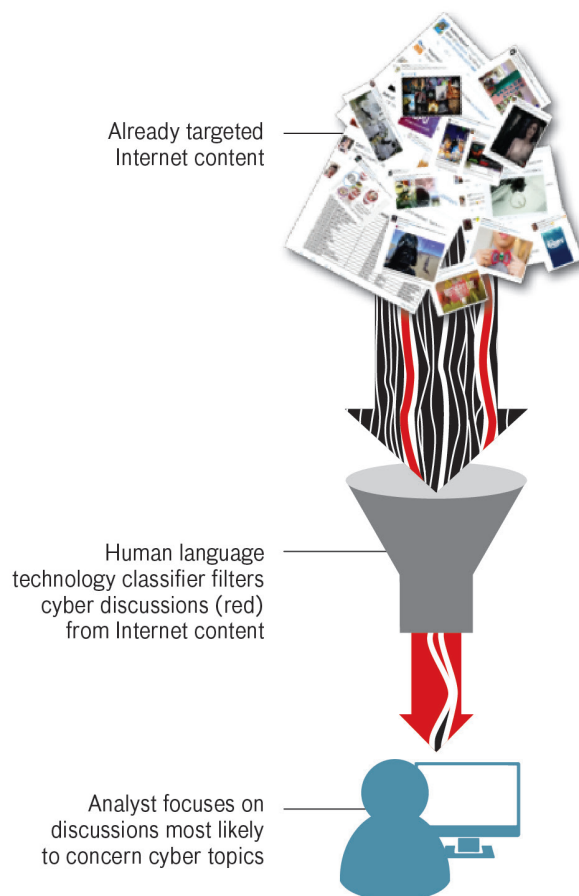 Already targeted
Internet content
Human language
technology classifier filters
cyber discussions (red)
from Internet content
Analyst focuses on
discussions most likely
to concern cyber topics